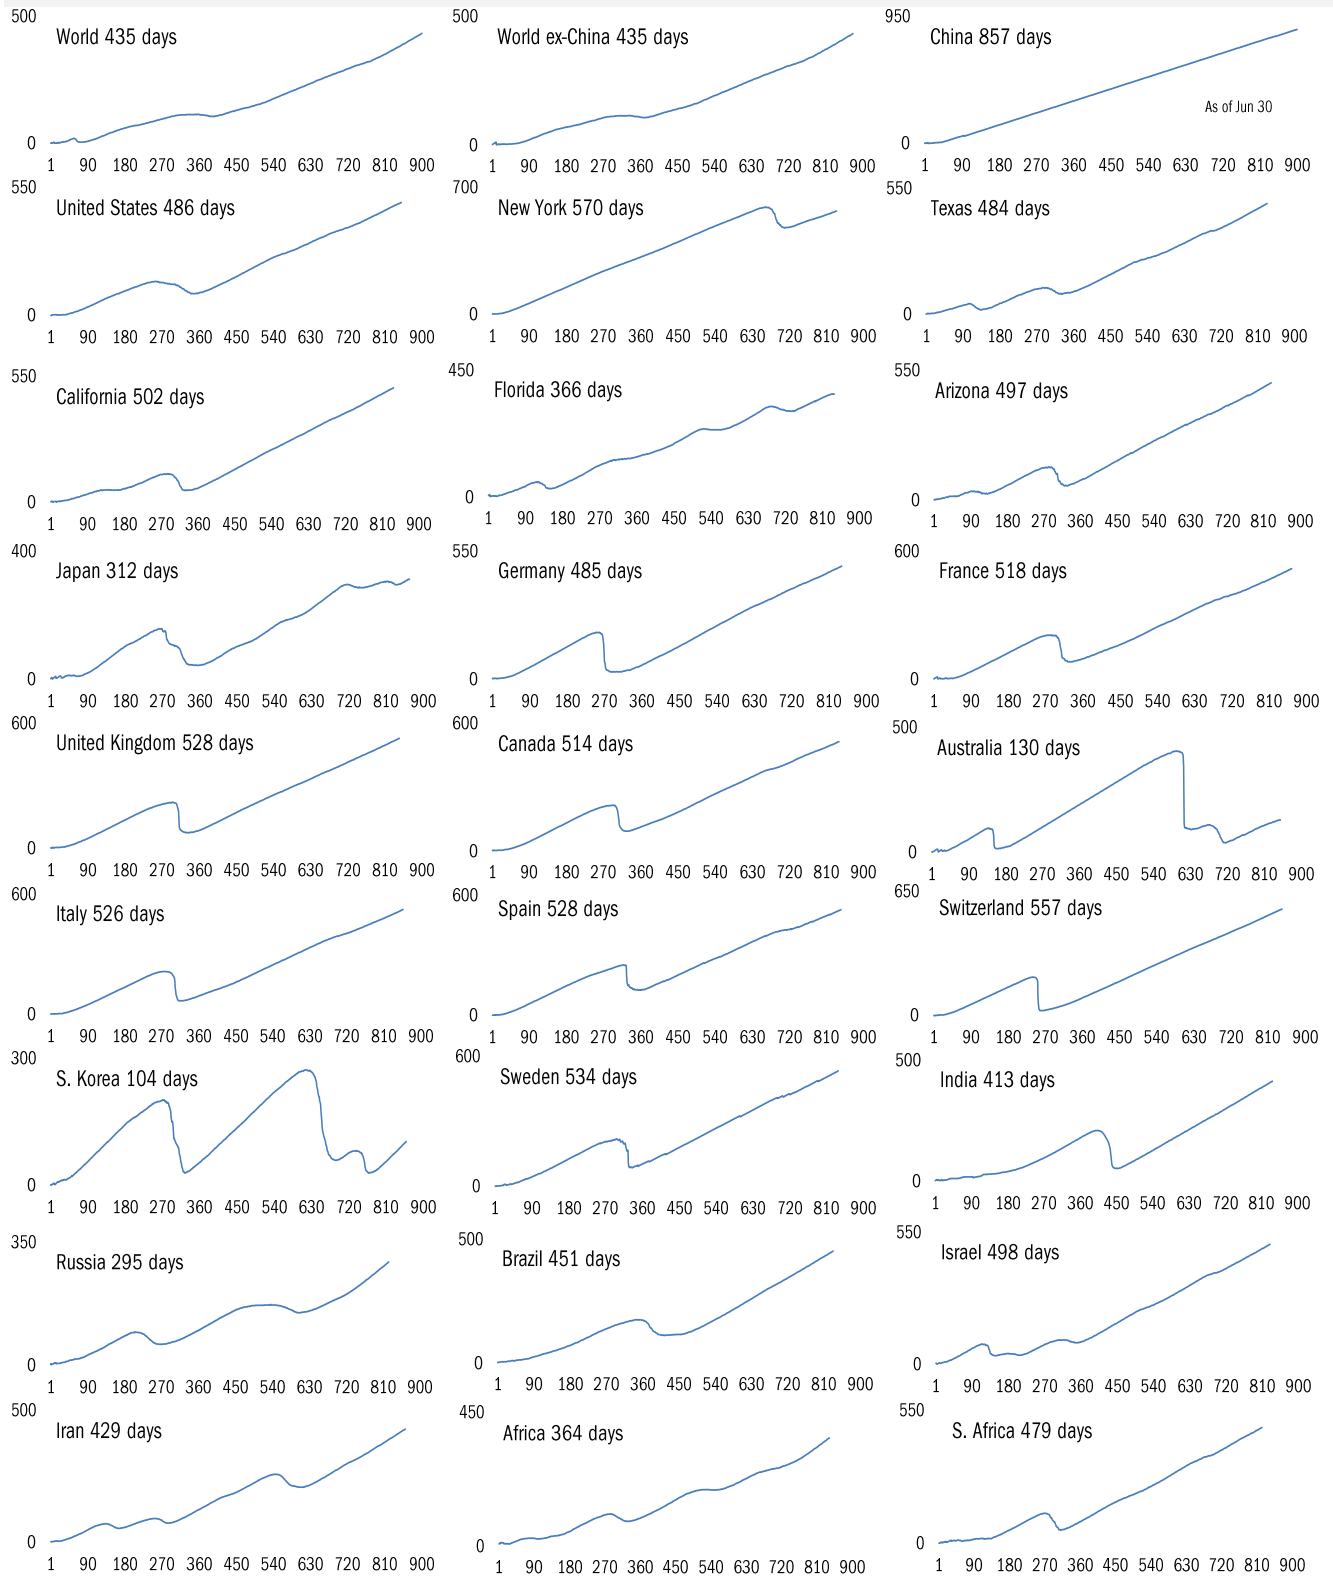 500 500 950
World 435 days World ex-China 435 days China 857 days
As of Jun 30
0 0 0
1 90 180 270 360 450 540 630 720 810 900 1 90 180 270 360 450 540 630 720 810 900 1 90 180 270 360 450 540 630 720 810 900
550 700 550
United States 486 days New York 570 days Texas 484 days
0 0 0
1 90 180 270 360 450 540 630 720 810 900 1 90 180 270 360 450 540 630 720 810 900 1 90 180 270 360 450 540 630 720 810 900
550 450 550
California 502 days Florida 366 days Arizona 497 days
0 0 0
1 90 180 270 360 450 540 630 720 810 900 1 90 180 270 360 450 540 630 720 810 900 1 90 180 270 360 450 540 630 720 810 900
400 550 600
Japan 312 days Germany 485 days France 518 days
0 0 0
1 90 180 270 360 450 540 630 720 810 900 1 90 180 270 360 450 540 630 720 810 900 1 90 180 270 360 450 540 630 720 810 900
600 600 500
United Kingdom 528 days Canada 514 days Australia 130 days
0 0 0
1 90 180 270 360 450 540 630 720 810 900 1 90 180 270 360 450 540 630 720 810 900 1 90 180 270 360 450 540 630 720 810 900
600 600 650
Italy 526 days Spain 528 days Switzerland 557 days
0 0 0
1 90 180 270 360 450 540 630 720 810 900 1 90 180 270 360 450 540 630 720 810 900 1 90 180 270 360 450 540 630 720 810 900
300 600 500
S. Korea 104 days Sweden 534 days India 413 days
0 0 0
1 90 180 270 360 450 540 630 720 810 900 1 90 180 270 360 450 540 630 720 810 900 1 90 180 270 360 450 540 630 720 810 900
350 500 550
Russia 295 days Brazil 451 days Israel 498 days
0 0 0
1 90 180 270 360 450 540 630 720 810 900 1 90 180 270 360 450 540 630 720 810 900 1 90 180 270 360 450 540 630 720 810 900
500 450 550
Iran 429 days Africa 364 days S. Africa 479 days
0 0 0
1 90 180 270 360 450 540 630 720 810 900 1 90 180 270 360 450 540 630 720 810 900 1 90 180 270 360 450 540 630 720 810 900